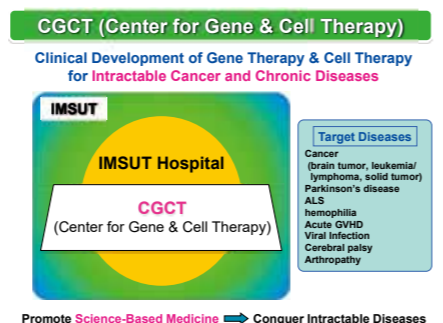 CGCT (Center for Gene & Cell Therapy)
Clinical Development of Gene Therapy & Cell Therapy
for Intractable Cancer and Chronic Diseases
IMSUT
IMSUT Hospital
CGCT
(Center for Gene & Cell Therapy)
Target Diseases
Cancer
(brain tumor, leukemia/
lymphoma, solid tumor)
Parkinson's disease
ALS
hemophilia
Acute GVHD
Viral Infection
Cerebral palsy
Arthropathy
Promote Science-Based Medicine Conquer Intractable Diseases